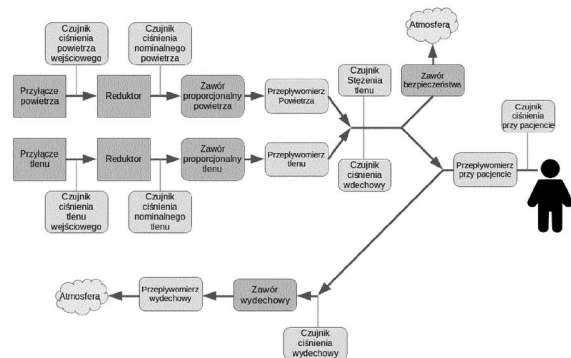 Atmosfera
Czujnik
ciśnienia
powietrza
wejściowego
Czujnik
ciśnienia
nominalnego
powietrza
Czujnik
Stężenia
tlenu
Zawór
bezpieczeństwa
Przyłącze
powietrza
Reduktor
Zawór
proporcjonalny
powietrza
Przepływomierz
Powietrza
Czujnik
ciśnienia
przy pacjencie
Przyłącze
tlenu
Reduktor
Zawór
proporcjonalny
tlenu
Przepływomierz
tlenu
Czujnik
ciśnienia
wdechowy
Przepływomierz
przy pacjencie
Czujnik
ciśnienia
tlenu
wejściowego
Czujnik
ciśnienia
nominalnego
tlenu
Atmosfera
Przepływomierz
wydechowy
Zawór
wydechowy
Czujnik
ciśnienia
wydechowy